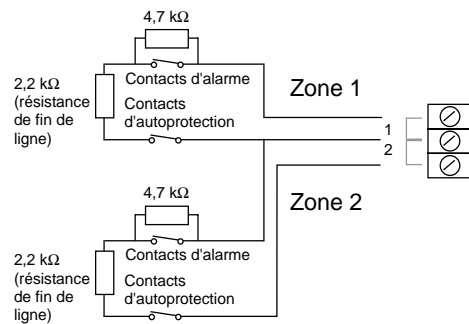 4,7 kΩ
2,2 kΩ
(résistance
de fin de
ligne)
Contacts d'alarme
Contacts
d'autoprotection
Zone 1
1
2
4,7 kΩ
Zone 2
2,2 kΩ
(résistance
de fin de
ligne)
Contacts d'alarme
Contacts
d'autoprotection